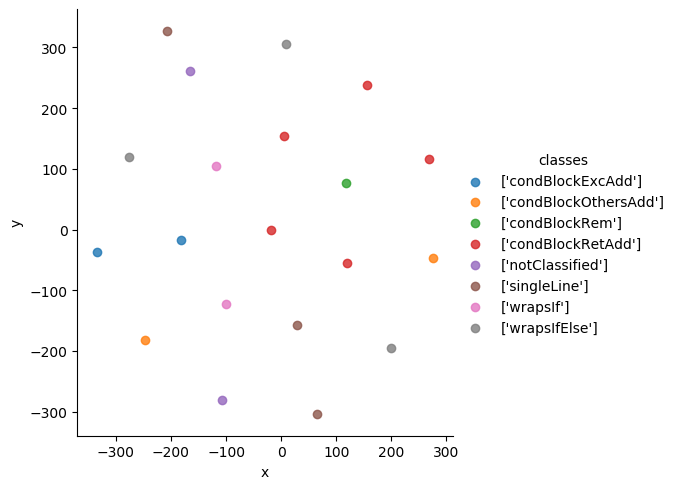 300
200
100
0
−100
−200
−300
y
−300
−200
−100
0
100
200
300
x
classes
['condBlockExcAdd']
['condBlockOthersAdd']
['condBlockRem']
['condBlockRetAdd']
['notClassified']
['singleLine']
['wrapsIf']
['wrapsIfElse']